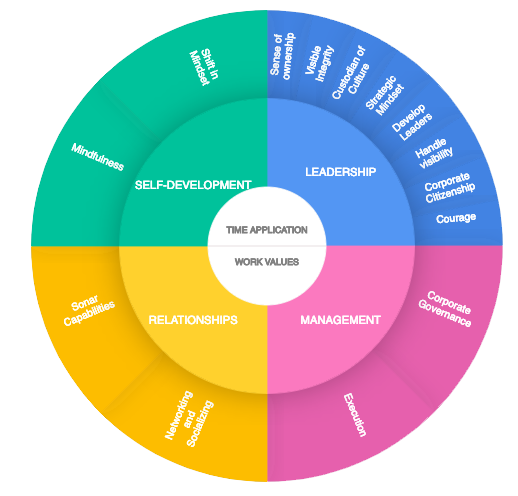 Shift in
Mindset
Mindfulness
SELF-DEVELOPMENT
Sense of
ownership
Visible
Integrity
Custodian of
Culture
Strategic
Mindset
Develop
Leaders
Handle
visibility
Corporate
Citizenship
Courage
LEADERSHIP
TIME APPLICATION
WORK VALUES
Sonar
Capabilities
Networking
and
Socializing
RELATIONSHIPS
MANAGEMENT
Corporate
Governance
Execution